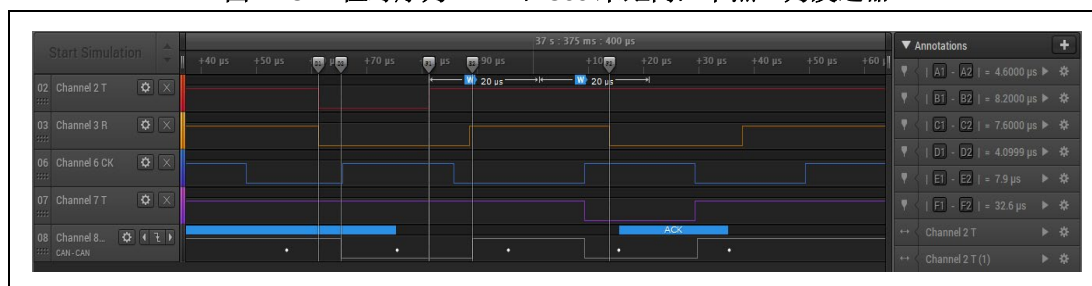 Start Simulation
37 s : 375 ms : 400 µs
+40 µs +50 µs µs +70 µs µs +90 µs +10 +20 µs +30 µs +40 µs +50 µs +60 µ
W 20 µs W 20 µs
02 Channel 2 T
03 Channel 3 R
06 Channel 6 CK
07 Channel 7 T
08 Channel 8...
CAN - CAN
ACK
Annotations
A1 - A2 = 4.6000 µs
B1 - B2 = 8.2000 µs
C1 - C2 = 7.6000 µs
D1 - D2 = 4.0999 µs
E1 - E2 = 7.9 µs
F1 - F2 = 32.6 µs
Channel 2 T
Channel 2 T (1)